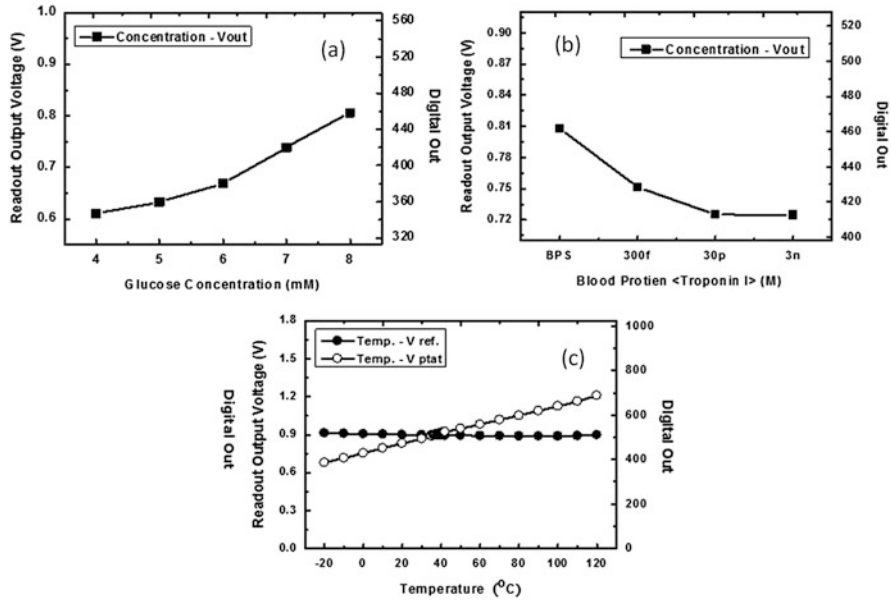 1.0
0.9
0.8
0.7
0.6
Readout Output Voltage (V)
Concentration - Vout
(a)
560
520
480
440
400
360
320
Digital Out
4 5 6 7 8
Glucose Concentration (mM)
0.90
0.87
0.84
0.81
0.78
0.75
0.72
Readout Output Voltage (V)
(b)
Concentration - Vout
520
500
480
460
440
420
400
Digital Out
BPS 300f 30p 3n
Blood Protien <Troponin I> (M)
Digital Out
1.8
1.5
1.2
0.9
0.6
0.3
0.0
Readout Output Voltage (V)
Temp. - V ref.
Temp. - V ptat
(c)
1000
800
600
400
200
0
Digital Out
-20 0 20 40 60 80 100 120
Temperature (⁰C)